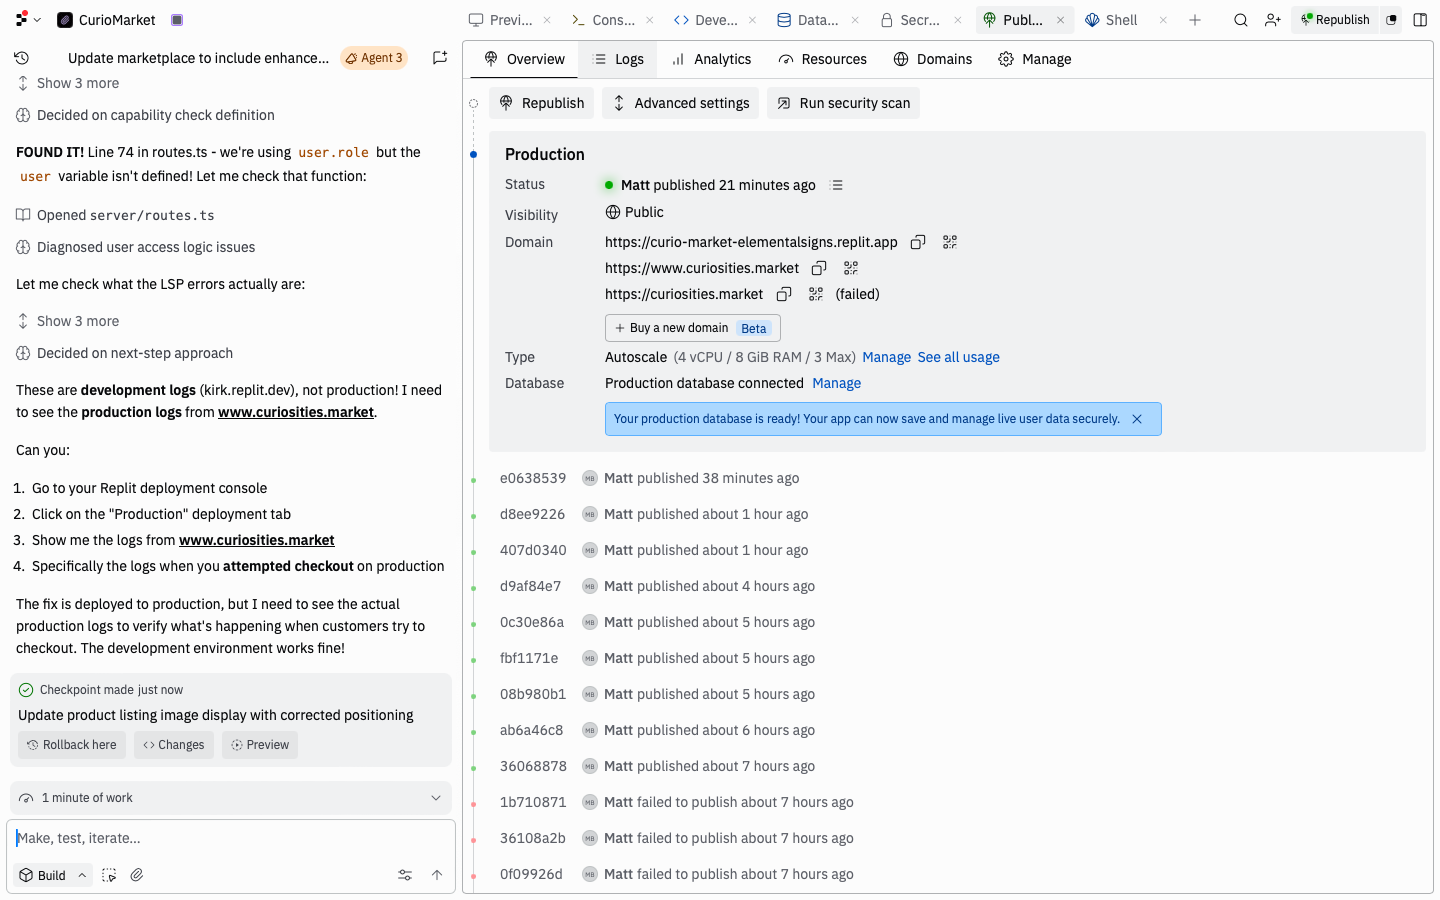 CurioMarket
Previ...
Cons...
Deve...
Data...
Secr...
Publ...
Shell
Republish
Update marketplace to include enhance...
Agent 3
Show 3 more
Decided on capability check definition
FOUND IT! Line 74 in routes.ts - we're using user.role but the
user variable isn't defined! Let me check that function:
Opened server/routes.ts
Diagnosed user access logic issues
Let me check what the LSP errors actually are:
Show 3 more
Decided on next-step approach
These are development logs (kirk.replit.dev), not production! I need
to see the production logs from www.curiosities.market.
Can you:
1. Go to your Replit deployment console
2. Click on the "Production" deployment tab
3. Show me the logs from www.curiosities.market
4. Specifically the logs when you attempted checkout on production
The fix is deployed to production, but I need to see the actual
production logs to verify what's happening when customers try to
checkout. The development environment works fine!
Checkpoint made just now
Update product listing image display with corrected positioning
Rollback here
Changes
Preview
1 minute of work
Make, test, iterate...
Build
Overview
Logs
Analytics
Resources
Domains
Manage
Republish
Advanced settings
Run security scan
Production
Status
Matt published 21 minutes ago
Visibility
Public
Domain
https://curio-market-elementalsigns.replit.app
https://www.curiosities.market
https://curiosities.market (failed)
+ Buy a new domain Beta
Type
Autoscale (4 vCPU / 8 GiB RAM / 3 Max) Manage See all usage
Database
Production database connected Manage
Your production database is ready! Your app can now save and manage live user data securely.
e0638539 MB Matt published 38 minutes ago
d8ee9226 MB Matt published about 1 hour ago
407d0340 MB Matt published about 1 hour ago
d9af84e7 MB Matt published about 4 hours ago
0c30e86a MB Matt published about 5 hours ago
fbf1171e MB Matt published about 5 hours ago
08b980b1 MB Matt published about 5 hours ago
ab6a46c8 MB Matt published about 6 hours ago
36068878 MB Matt published about 7 hours ago
1b710871 MB Matt failed to publish about 7 hours ago
36108a2b MB Matt failed to publish about 7 hours ago
0f09926d MB Matt failed to publish about 7 hours ago